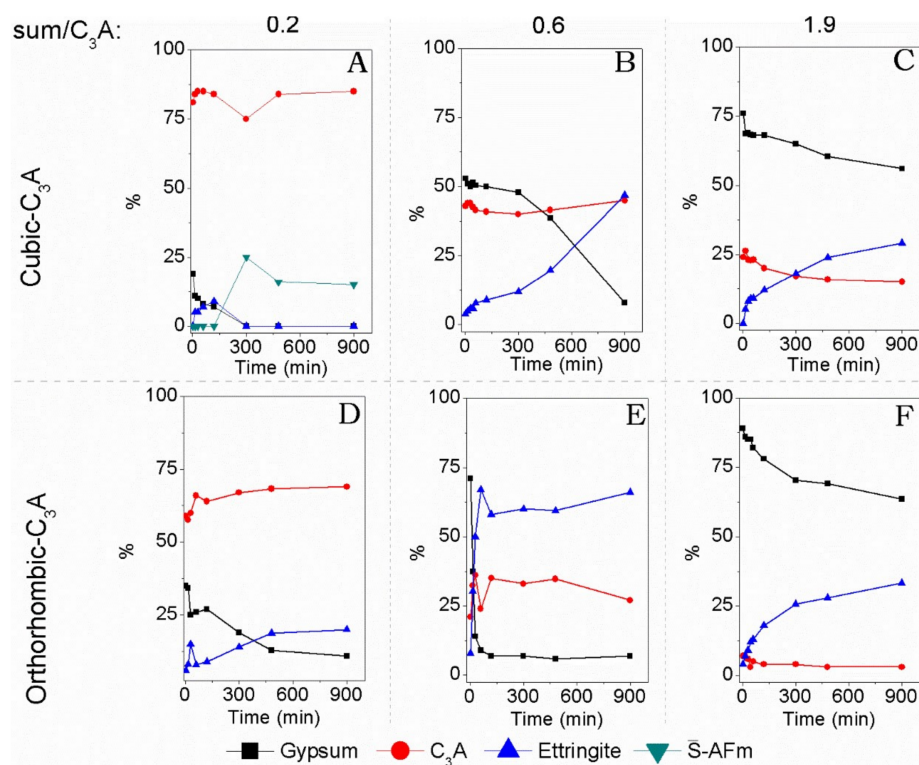 sum/C₃A: 0.2 0.6 1.9
Cubic-C₃A
A
%
100
75
50
25
0
0 300 600 900
Time (min)
B
%
100
75
50
25
0
0 300 600 900
Time (min)
C
%
100
75
50
25
0
0 300 600 900
Time (min)
Orthorhombic-C₃A
D
%
100
75
50
25
0 300 600 900
Time (min)
E
%
100
75
50
25
0
0 300 600 900
Time (min)
F
%
100
75
50
25
0
0 300 600 900
Time (min)
Gypsum C₃A Ettringite S̄-AFm